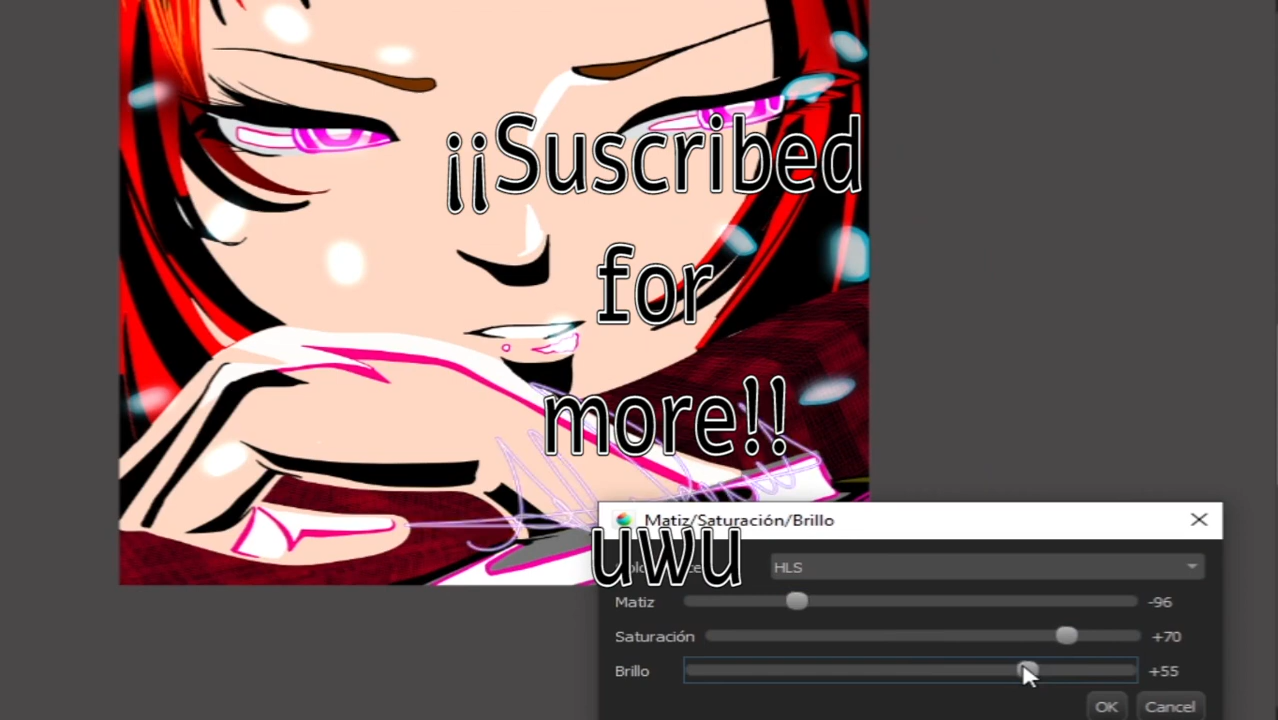 ¡¡Suscribed
for
more!!
uwu
Matiz/Saturación/Brillo
HLS
Matiz -96
Saturación +70
Brillo +55
OK Cancel